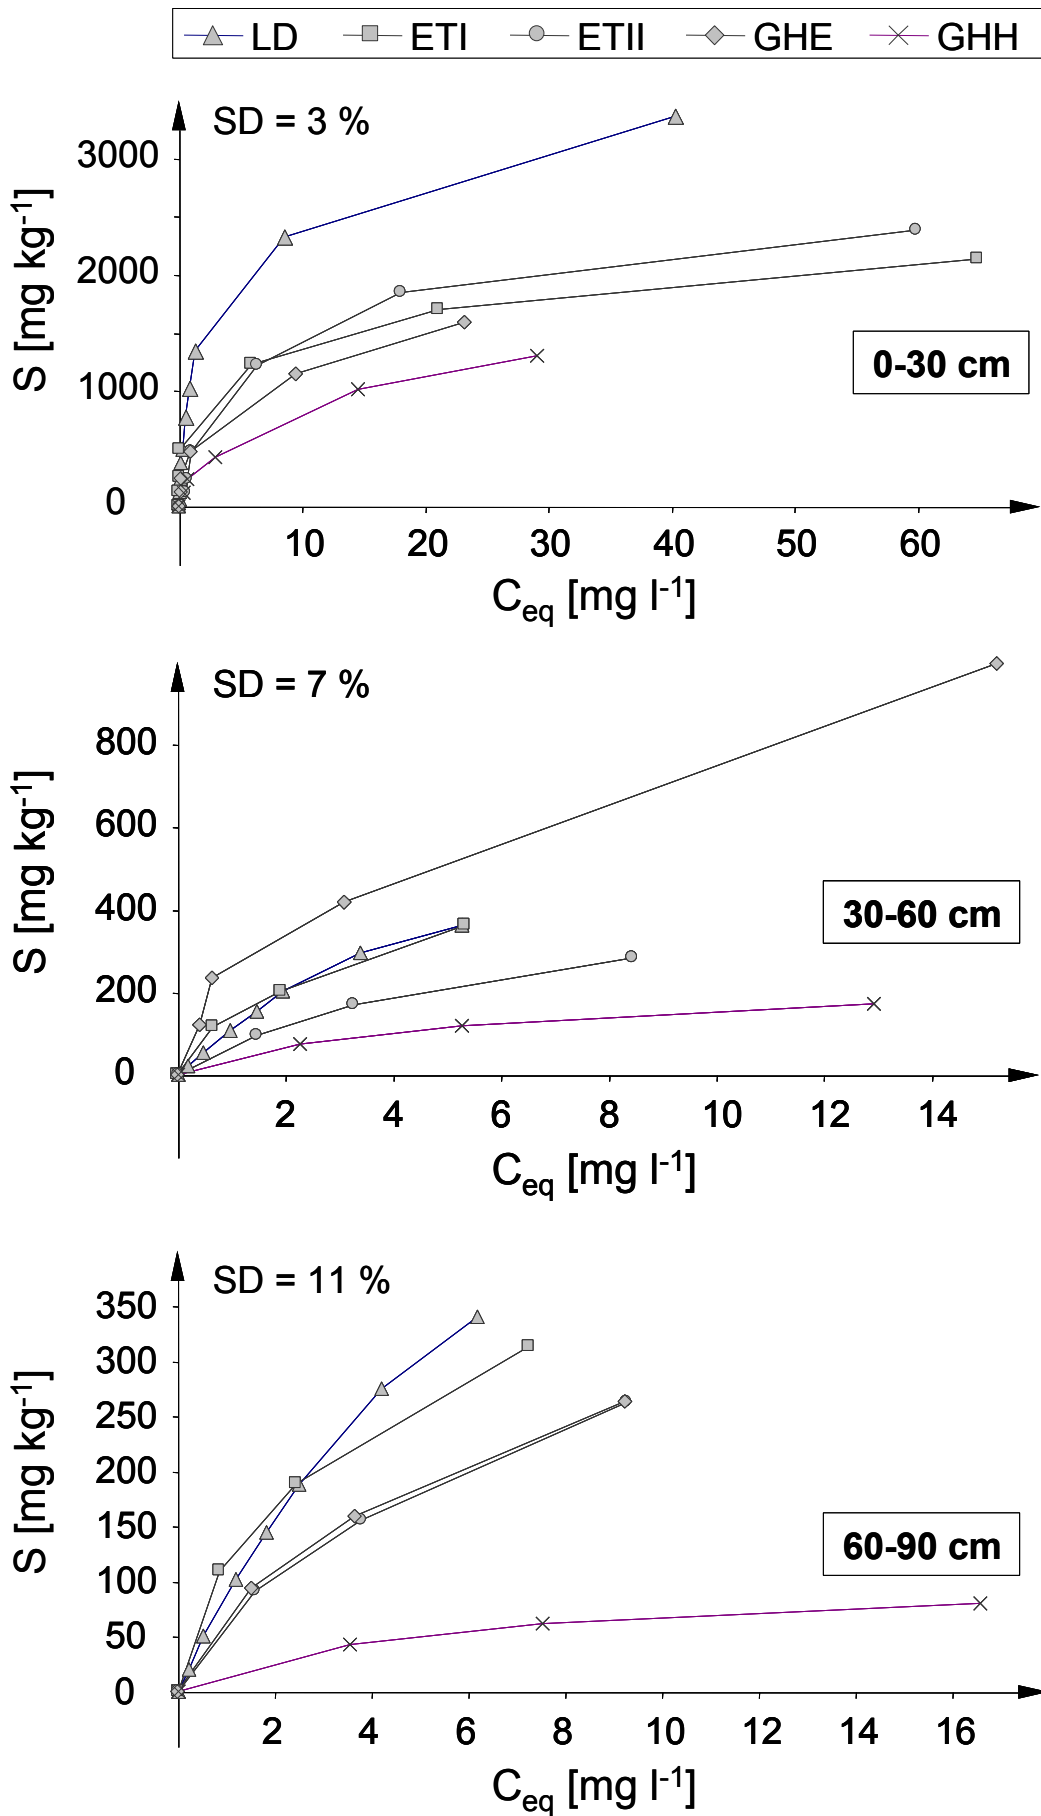 LD ETI ETII GHE GHH
SD = 3 %
3000
2000
1000
0
S [mg kg-1]
0-30 cm
10 20 30 40 50 60
Ceq [mg l-1]
SD = 7 %
800
600
400
200
0
S [mg kg-1]
30-60 cm
2 4 6 8 10 12 14
Ceq [mg l-1]
SD = 11 %
350
300
250
200
150
100
50
0
S [mg kg-1]
60-90 cm
2 4 6 8 10 12 14 16
Ceq [mg l-1]